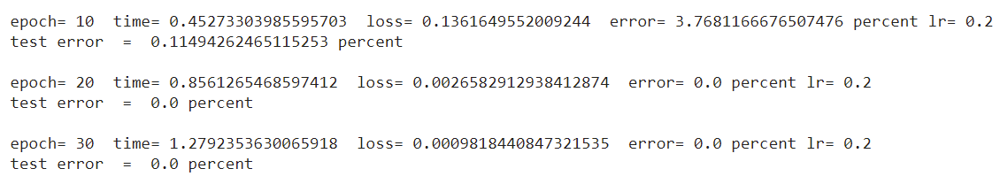 epoch= 10  time= 0.45273303985595703  loss= 0.1361649552009244  error= 3.7681166676507476 percent lr= 0.2
test error  =  0.11494262465115253 percent
epoch= 20  time= 0.8561265468597412  loss= 0.0026582912938412874  error= 0.0 percent lr= 0.2
test error  =  0.0 percent
epoch= 30  time= 1.2792353630065918  loss= 0.0009818440847321535  error= 0.0 percent lr= 0.2
test error  =  0.0 percent